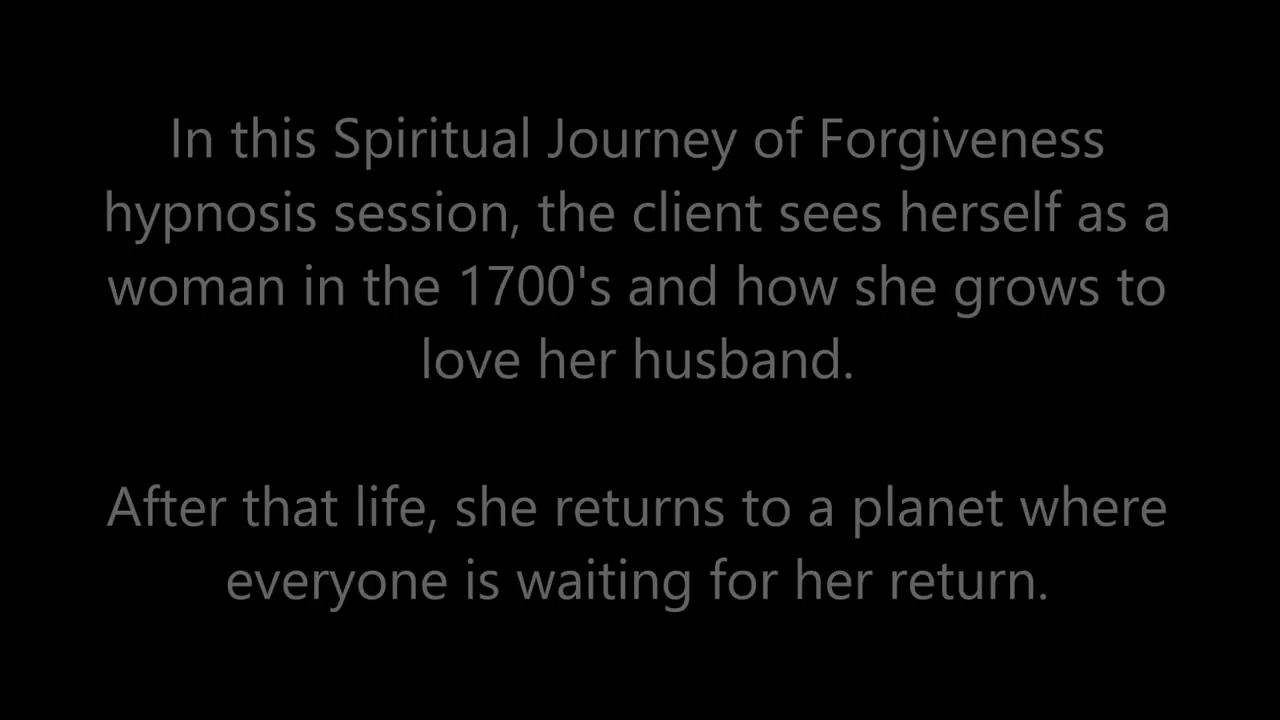 In this Spiritual Journey of Forgiveness
hypnosis session, the client sees herself as a
woman in the 1700's and how she grows to
love her husband.
After that life, she returns to a planet where
everyone is waiting for her return.